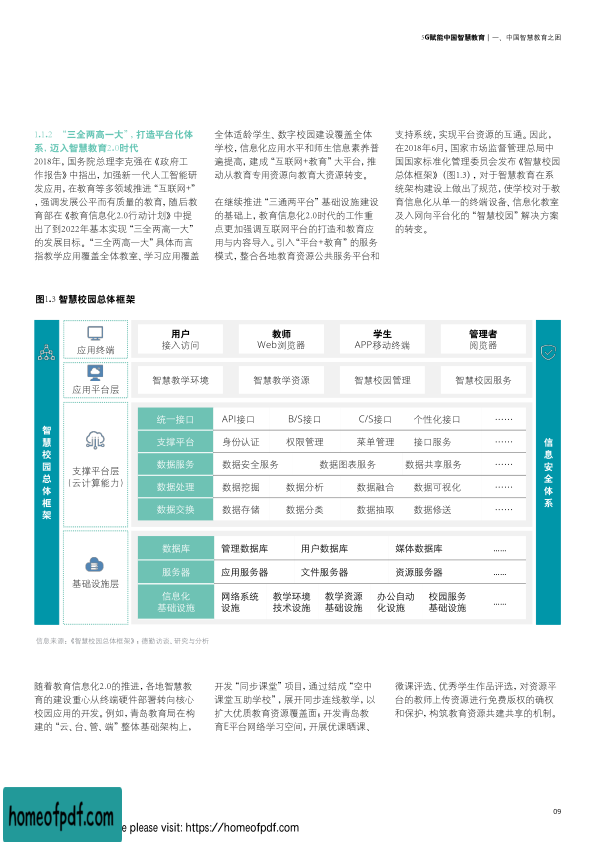 5G赋能中国智慧教育 | 一、中国智慧教育之困
1.1.2 “三全两高一大”，打造平台化体
系，迈入智慧教育2.0时代
2018年，国务院总理李克强在《政府工
作报告》中指出，加强新一代人工智能研
发应用，在教育等多领域推进“互联网+”
，强调发展公平而有质量的教育，随后教
育部在《教育信息化2.0行动计划》中提
出了到2022年基本实现“三全两高一大”
的发展目标。“三全两高一大”具体而言
指教学应用覆盖全体教室、学习应用覆盖
全体适龄学生、数字校园建设覆盖全体
学校，信息化应用水平和师生信息素养普
遍提高，建成“互联网+教育”大平台，推
动从教育专用资源向教育大资源转变。
在继续推进“三通两平台”基础设施建设
的基础上，教育信息化2.0时代的工作重
点更加强调互联网平台的打造和教育应
用与内容导入。引入“平台+教育”的服务
模式，整合各地教育资源公共服务平台和
支持系统，实现平台资源的互通。因此，
在2018年6月，国家市场监督管理总局中
国国家标准化管理委员会发布《智慧校园
总体框架》（图1.3），对于智慧教育在系
统架构建设上做出了规范，使学校对于教
育信息化从单一的终端设备、信息化教室
及入网向平台化的“智慧校园”解决方案
的转变。
图1.3 智慧校园总体框架
智慧校园总体框架
应用终端
用户
接入访问
教师
Web浏览器
学生
APP移动终端
管理者
阅览器
应用平台层
智慧教学环境
智慧教学资源
智慧校园管理
智慧校园服务
支撑平台层
（云计算能力）
统一接口 API接口 B/S接口 C/S接口 个性化接口 ……
支撑平台 身份认证 权限管理 菜单管理 接口服务 ……
数据服务 数据安全服务 数据图表服务 数据共享服务 ……
数据处理 数据挖掘 数据分析 数据融合 数据可视化 ……
数据交换 数据存储 数据分类 数据抽取 数据修送 ……
基础设施层
数据库 管理数据库 用户数据库 媒体数据库 ......
服务器 应用服务器 文件服务器 资源服务器 ......
信息化
基础设施
网络系统
设施
教学环境
技术设施
教学资源
基础设施
办公自动
化设施
校园服务
基础设施
......
信息安全体系
信息来源：《智慧校园总体框架》；德勤访谈、研究与分析
随着教育信息化2.0的推进，各地智慧教
育的建设重心从终端硬件部署转向核心
校园应用的开发。例如，青岛教育局在构
建的“云、台、管、端”整体基础架构上，
开发“同步课堂”项目，通过结成“空中
课堂互助学校”，展开同步连线教学，以
扩大优质教育资源覆盖面；开发青岛教
育E平台网络学习空间，开展优课晒课、
微课评选、优秀学生作品评选，对资源平
台的教师上传资源进行免费版权的确权
和保护，构筑教育资源共建共享的机制。
09
homeofpdf.com
e please visit: https://homeofpdf.com